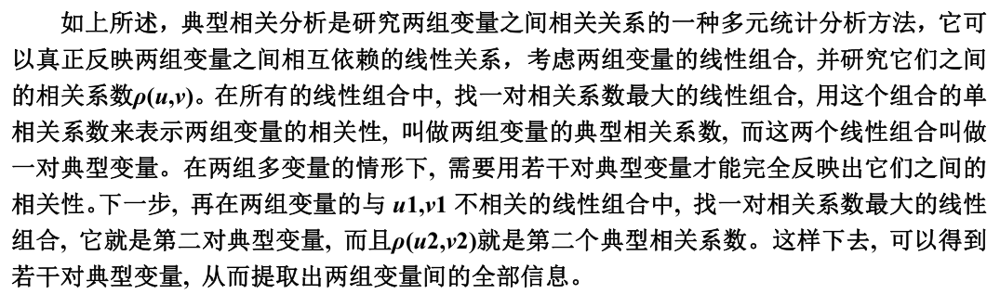 如上所述，典型相关分析是研究两组变量之间相关关系的一种多元统计分析方法，它可
以真正反映两组变量之间相互依赖的线性关系，考虑两组变量的线性组合, 并研究它们之间
的相关系数ρ(u,v)。在所有的线性组合中, 找一对相关系数最大的线性组合, 用这个组合的单
相关系数来表示两组变量的相关性, 叫做两组变量的典型相关系数, 而这两个线性组合叫做
一对典型变量。在两组多变量的情形下, 需要用若干对典型变量才能完全反映出它们之间的
相关性。下一步, 再在两组变量的与 u1,v1 不相关的线性组合中, 找一对相关系数最大的线性
组合, 它就是第二对典型变量, 而且ρ(u2,v2)就是第二个典型相关系数。这样下去, 可以得到
若干对典型变量, 从而提取出两组变量间的全部信息。